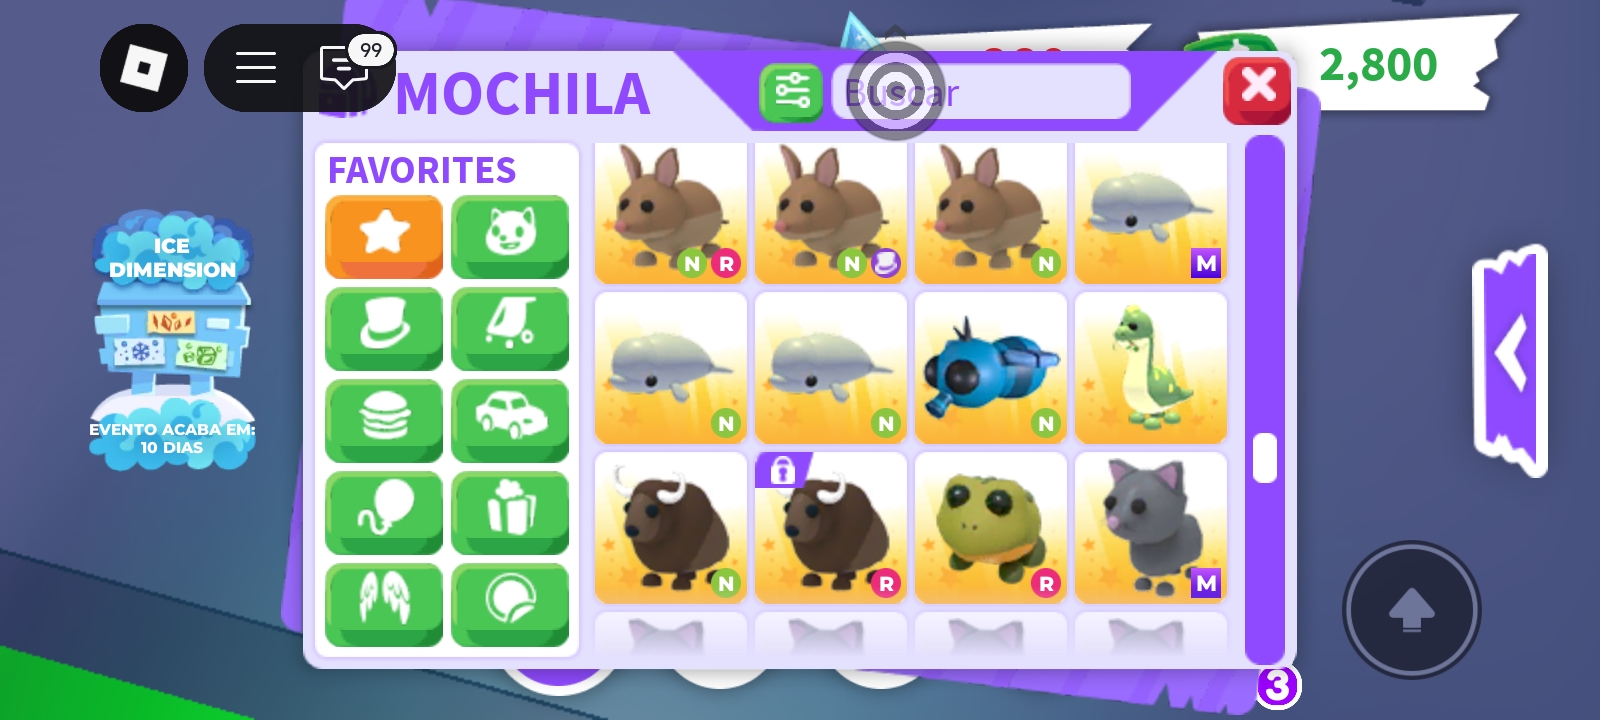 99
MOCHILA
Buscar
2,800
FAVORITES
ICE
DIMENSION
EVENTO ACABA EM:
10 DIAS
N R
N
N
M
N
N
N
N
R
R
M
3